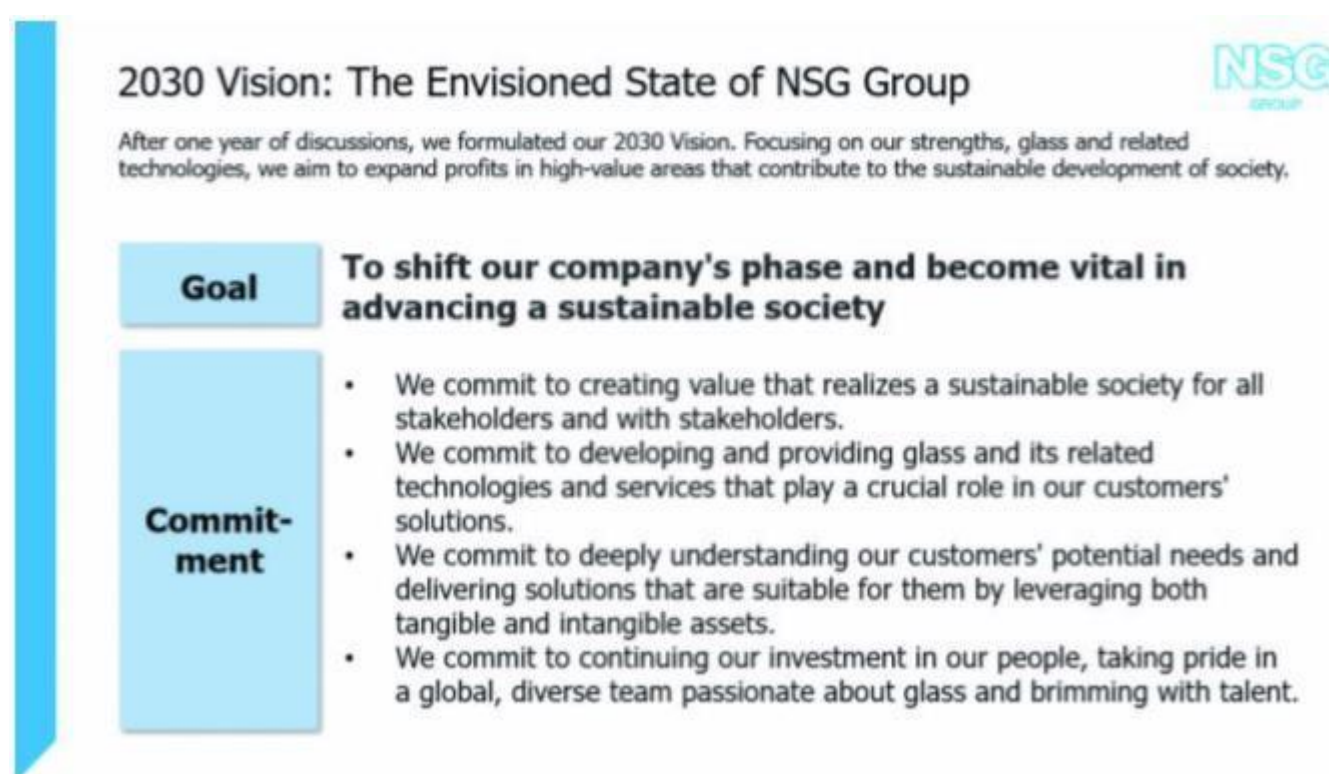 NSG
GROUP
2030 Vision: The Envisioned State of NSG Group
After one year of discussions, we formulated our 2030 Vision. Focusing on our strengths, glass and related
technologies, we aim to expand profits in high-value areas that contribute to the sustainable development of society.
Goal
To shift our company's phase and become vital in
advancing a sustainable society
Commit-
ment
• We commit to creating value that realizes a sustainable society for all
stakeholders and with stakeholders.
• We commit to developing and providing glass and its related
technologies and services that play a crucial role in our customers'
solutions.
• We commit to deeply understanding our customers' potential needs and
delivering solutions that are suitable for them by leveraging both
tangible and intangible assets.
• We commit to continuing our investment in our people, taking pride in
a global, diverse team passionate about glass and brimming with talent.